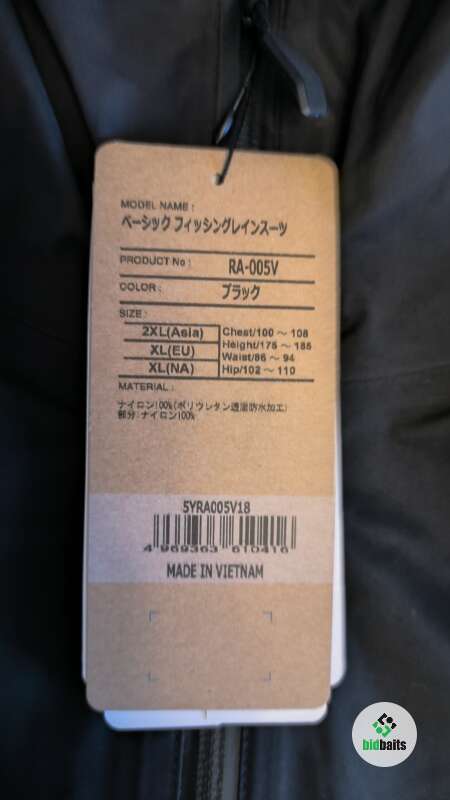 MODEL NAME :
ベーシック フィッシングレインスーツ
PRODUCT No : RA-005V
COLOR : ブラック
SIZE :
2XL(Asia) Chest/100 ～ 108
XL(EU) Height/175 ～ 185
Waist/86 ～ 94
XL(NA) Hip/102 ～ 110
MATERIAL :
ナイロン100%(ポリウレタン透湿防水加工)
部分:ナイロン100%
5YRA005V18
4 969363 610416
MADE IN VIETNAM
bidbaits